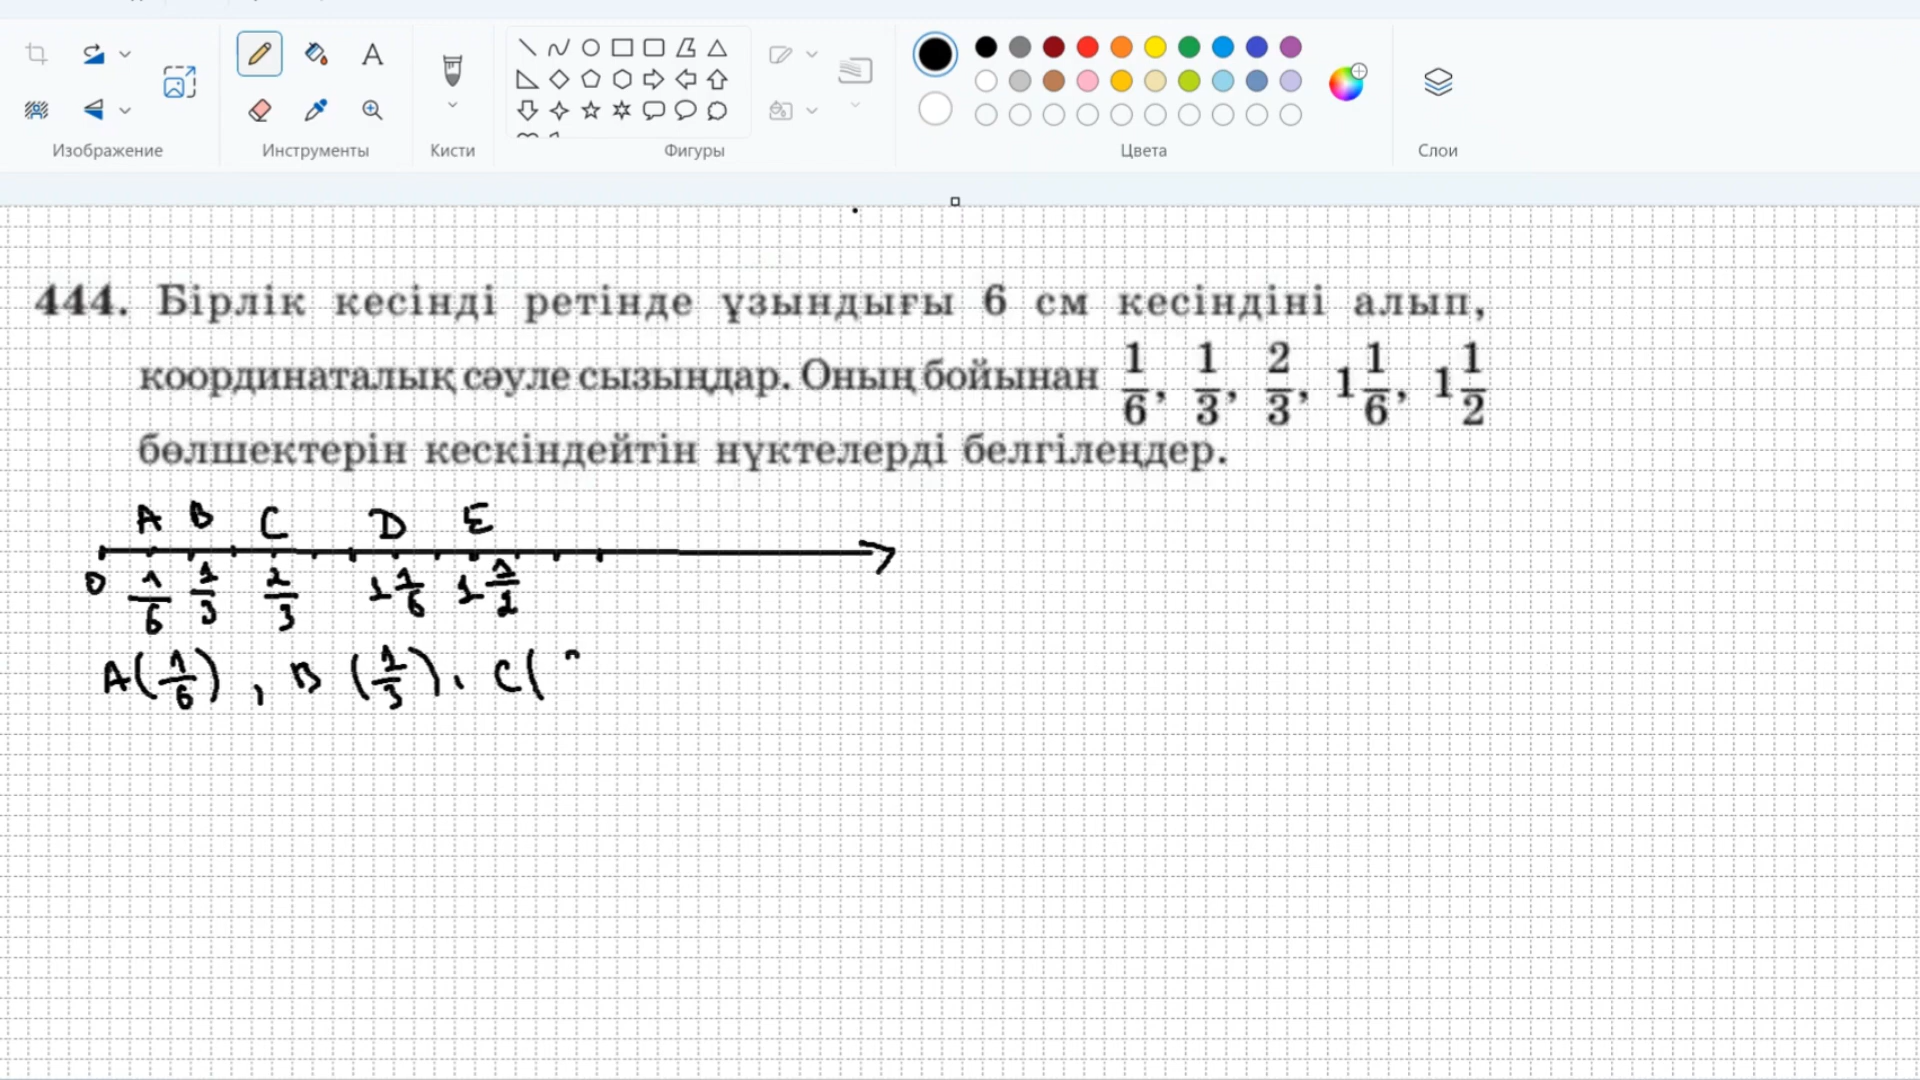 Изображение
Инструменты
Кисти
Фигуры
Цвета
Слои
444. Бірлік кесінді ретінде ұзындығы 6 см кесіндіні алып,
координаталық сәуле сызыңдар. Оның бойынан 1/6, 1/3, 2/3, 1 1/6, 1 1/2
бөлшектерін кескіндейтін нүктелерді белгілеңдер.
A B C D E
0 1/6 1/3 2/3 1 1/6 1 1/2
A(1/6), B(1/3), C(